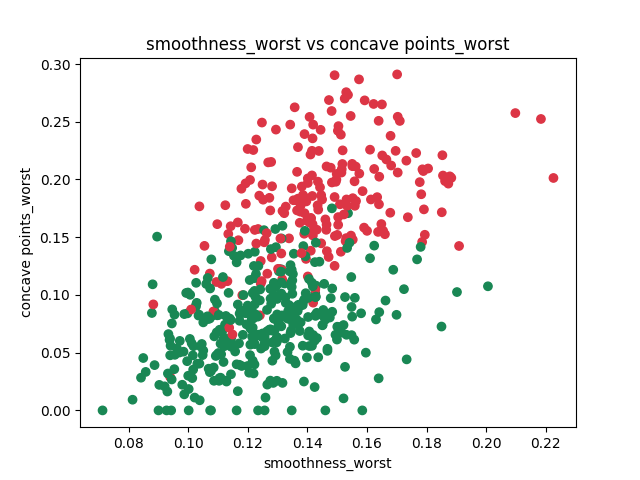 smoothness_worst vs concave points_worst
concave points_worst
0.30
0.25
0.20
0.15
0.10
0.05
0.00
0.08 0.10 0.12 0.14 0.16 0.18 0.20 0.22
smoothness_worst